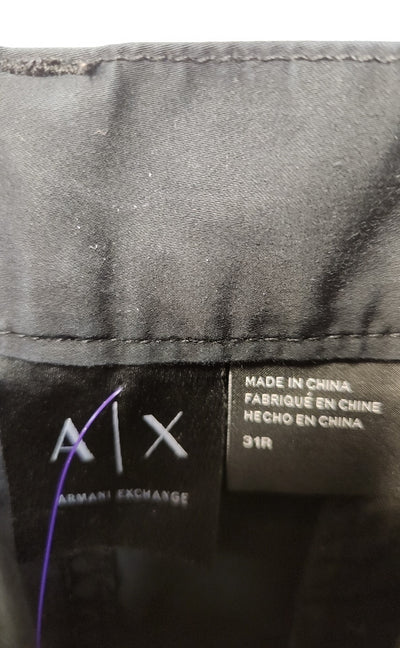 A|X
ARMANI EXCHANGE
MADE IN CHINA
FABRIQUÉ EN CHINE
HECHO EN CHINA
31R